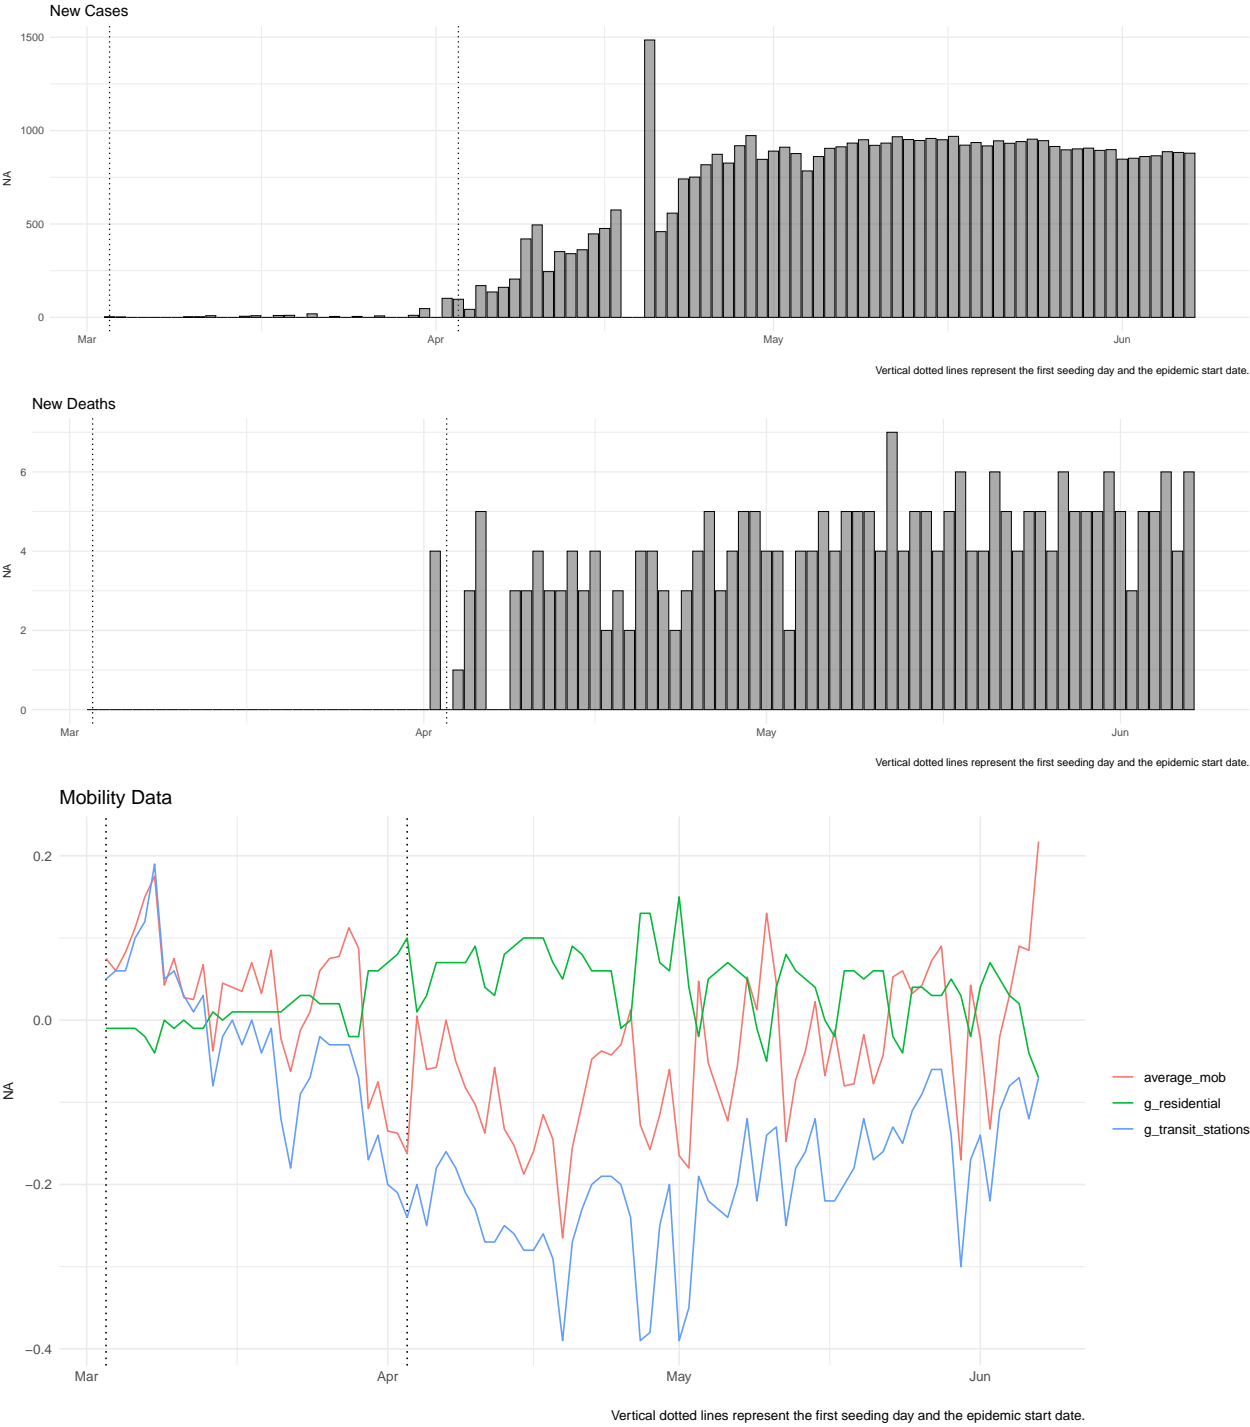 New Cases
1500
1000
500
0
NA
Mar Apr May Jun
Vertical dotted lines represent the first seeding day and the epidemic start date.
New Deaths
6
4
2
0
NA
Mar Apr May Jun
Vertical dotted lines represent the first seeding day and the epidemic start date.
Mobility Data
0.2
0.0
−0.2
−0.4
NA
average_mob
g_residential
g_transit_stations
Mar Apr May Jun
Vertical dotted lines represent the first seeding day and the epidemic start date.